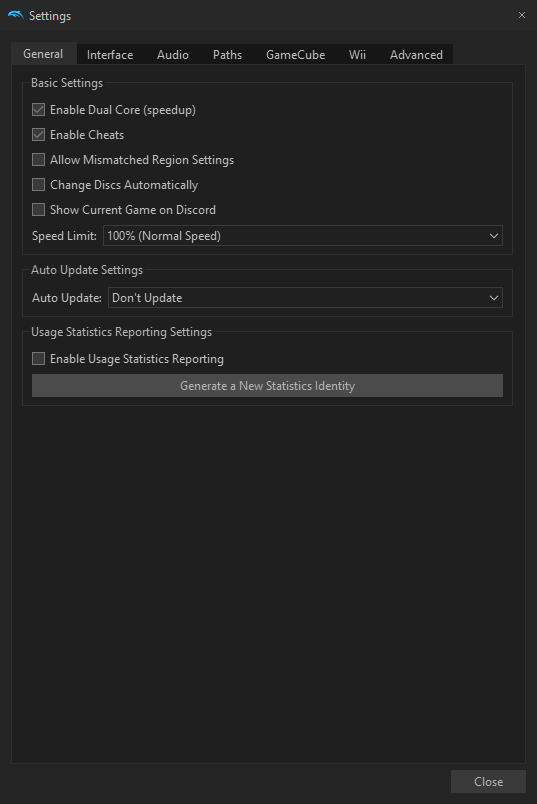 Settings
General Interface Audio Paths GameCube Wii Advanced
Basic Settings
Enable Dual Core (speedup)
Enable Cheats
Allow Mismatched Region Settings
Change Discs Automatically
Show Current Game on Discord
Speed Limit: 100% (Normal Speed)
Auto Update Settings
Auto Update: Don't Update
Usage Statistics Reporting Settings
Enable Usage Statistics Reporting
Generate a New Statistics Identity
Close